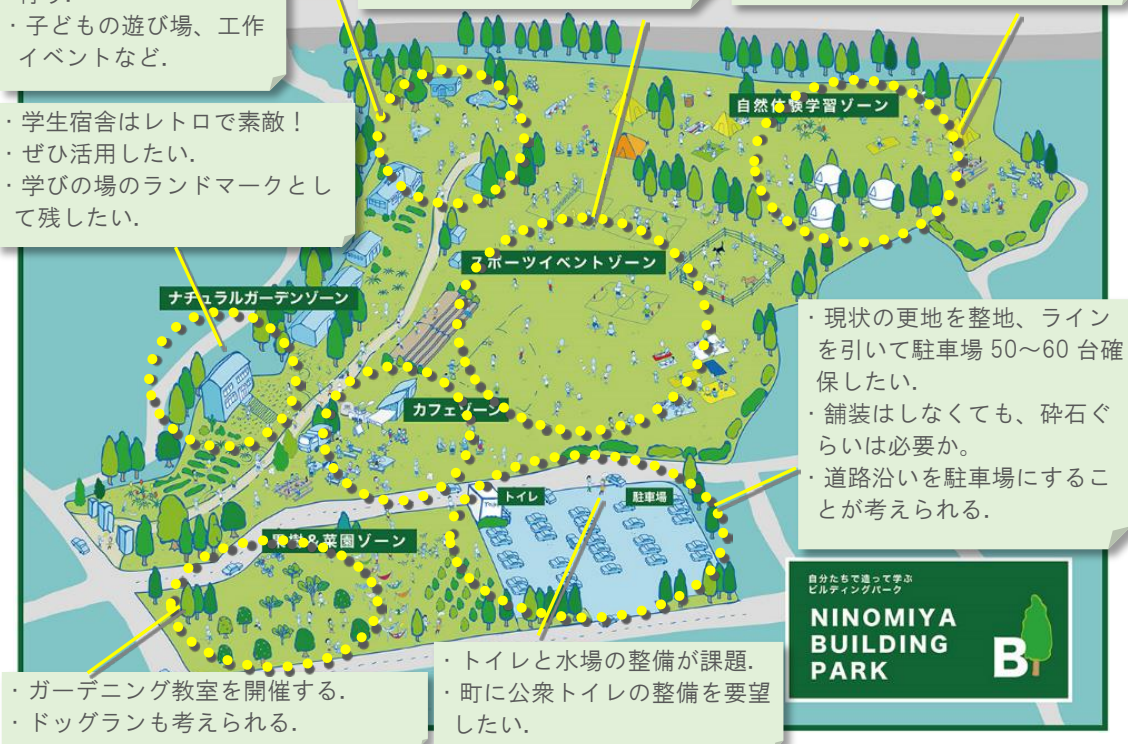 ・子どもの遊び場、工作
イベントなど.
・学生宿舎はレトロで素敵！
・ぜひ活用したい.
・学びの場のランドマークとし
て残したい.
自然体験学習ゾーン
スポーツイベントゾーン
ナチュラルガーデンゾーン
カフェゾーン
・現状の更地を整地、ライン
を引いて駐車場 50～60 台確
保したい.
・舗装はしなくても、砕石ぐ
らいは必要か。
・道路沿いを駐車場にするこ
とが考えられる.
トイレ
駐車場
果樹&菜園ゾーン
自分たちで造って学ぶ
ビルディングパーク
NINOMIYA
BUILDING
PARK
B
・ガーデニング教室を開催する.
・ドッグランも考えられる.
・トイレと水場の整備が課題.
・町に公衆トイレの整備を要望
したい.